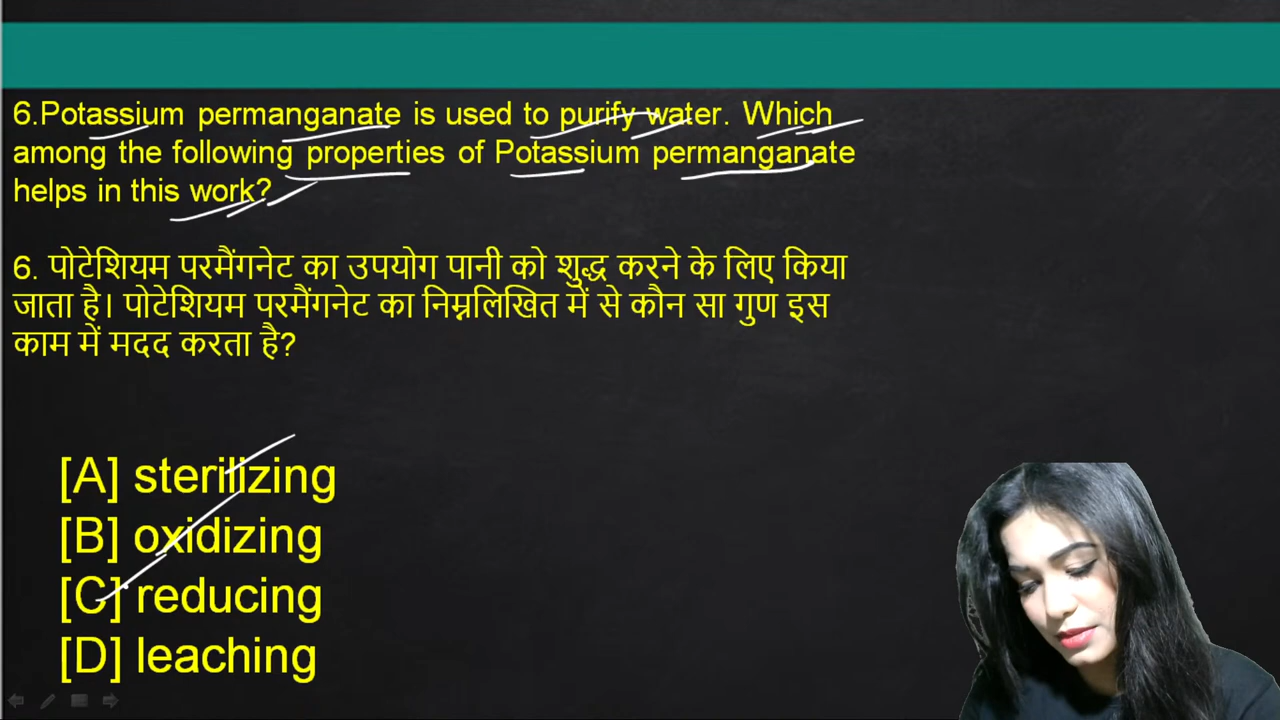 6.Potassium permanganate is used to purify water. Which
among the following properties of Potassium permanganate
helps in this work?
6. पोटेशियम परमैंगनेट का उपयोग पानी को शुद्ध करने के लिए किया
जाता है। पोटेशियम परमैंगनेट का निम्नलिखित में से कौन सा गुण इस
काम में मदद करता है?
[A] sterilizing
[B] oxidizing
[C] reducing
[D] leaching